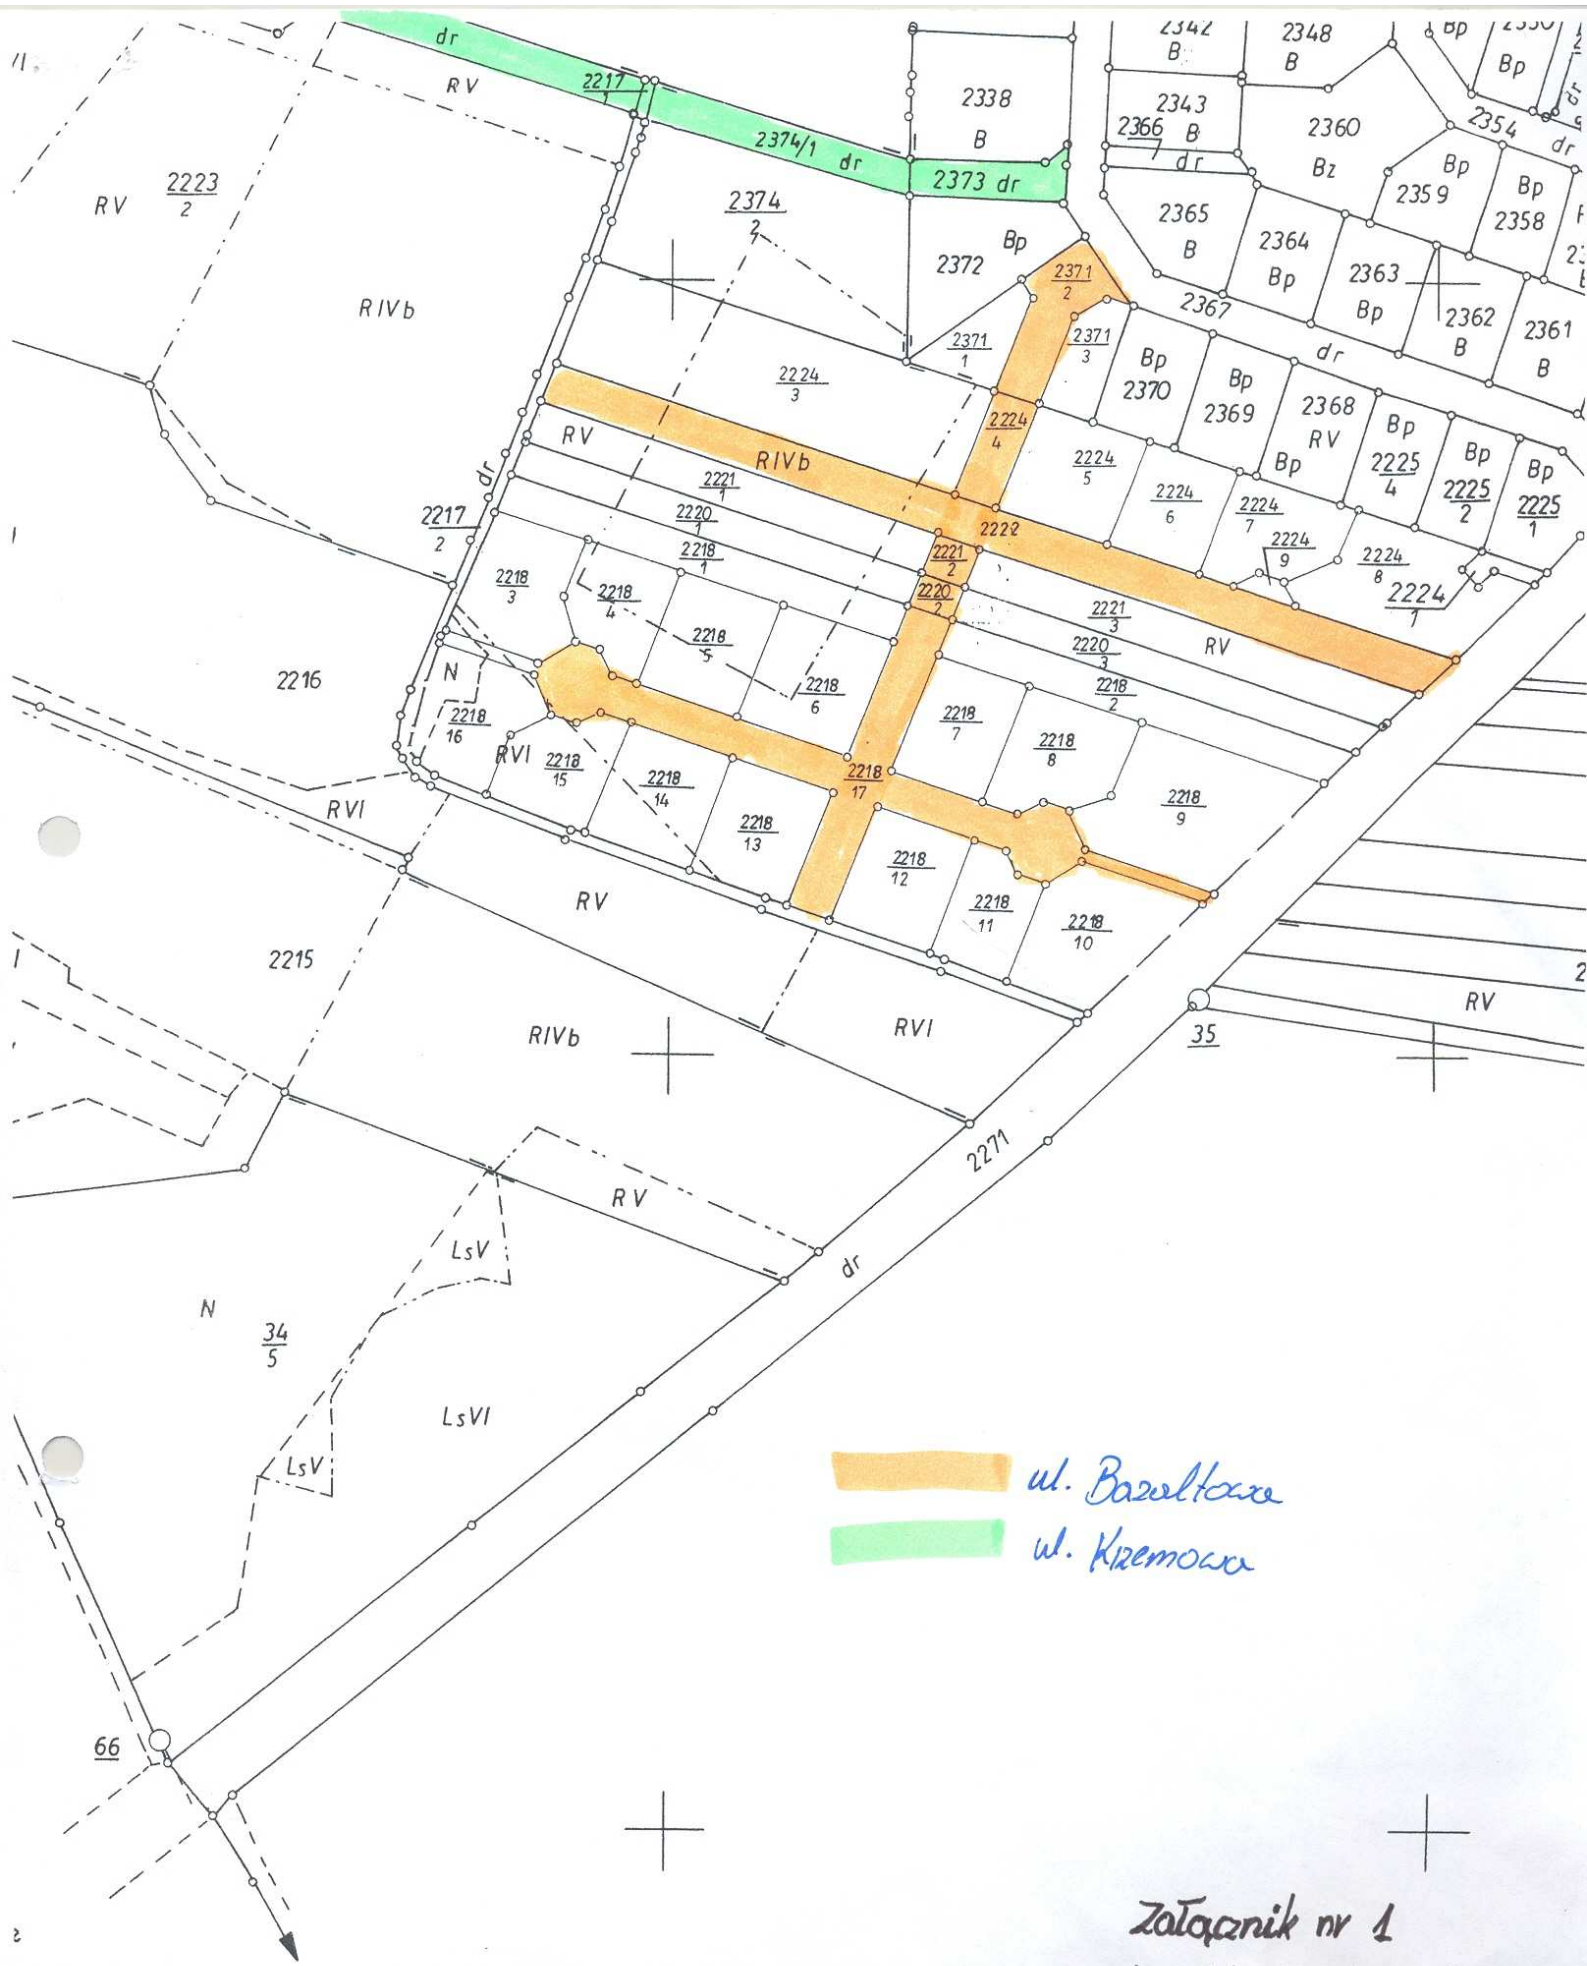 dr
2342
B
2348
B
Bp
Bp
dr
RV
2217
1
2338
B
2343
B
2366
dr
2360
Bz
2354
dr
2374/1 dr
2373 dr
2359
Bp
Bp
2358
RV
2223
2
2374
2
2365
B
2364
Bp
2363
Bp
2362
B
2361
B
2372
Bp
2371
2
2367
dr
RIVb
2371
1
2371
3
Bp
2370
Bp
2369
2368
RV
Bp
Bp
2225
4
Bp
2225
2
Bp
2225
1
2224
3
2224
4
RV
RIVb
2224
5
2224
6
2224
7
2224
9
2224
8
2224
1
dr
2217
2
2221
1
2220
1
2218
1
2222
2221
2
2220
2
2221
3
RV
2220
3
2218
2
2218
3
2218
4
2218
5
2218
6
2218
7
2218
8
2218
9
2216
N
2218
16
RVI
2218
15
2218
14
2218
13
2218
17
2218
12
2218
11
2218
10
RVI
RV
2215
RIVb
RVI
RV
35
2271
RV
dr
LsV
N
34
5
LsVI
LsV
ul. Bazaltowa
ul. Krzemowa
66
Załącznik nr 1